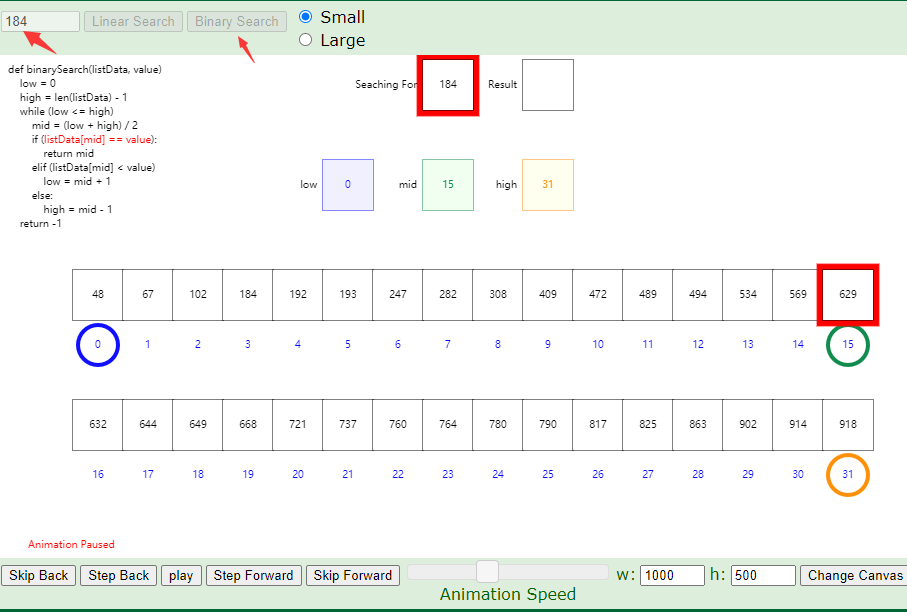 184 Linear Search Binary Search Small
Large
def binarySearch(listData, value)
low = 0
high = len(listData) - 1
while (low <= high)
mid = (low + high) / 2
if (listData[mid] == value):
return mid
elif (listData[mid] < value)
low = mid + 1
else:
high = mid - 1
return -1
Seaching For 184 Result
low 0 mid 15 high 31
48 67 102 184 192 193 247 282 308 409 472 489 494 534 569 629
0 1 2 3 4 5 6 7 8 9 10 11 12 13 14 15
632 644 649 668 721 737 760 764 780 790 817 825 863 902 914 918
16 17 18 19 20 21 22 23 24 25 26 27 28 29 30 31
Animation Paused
Skip Back Step Back play Step Forward Skip Forward w: 1000 h: 500 Change Canvas
Animation Speed